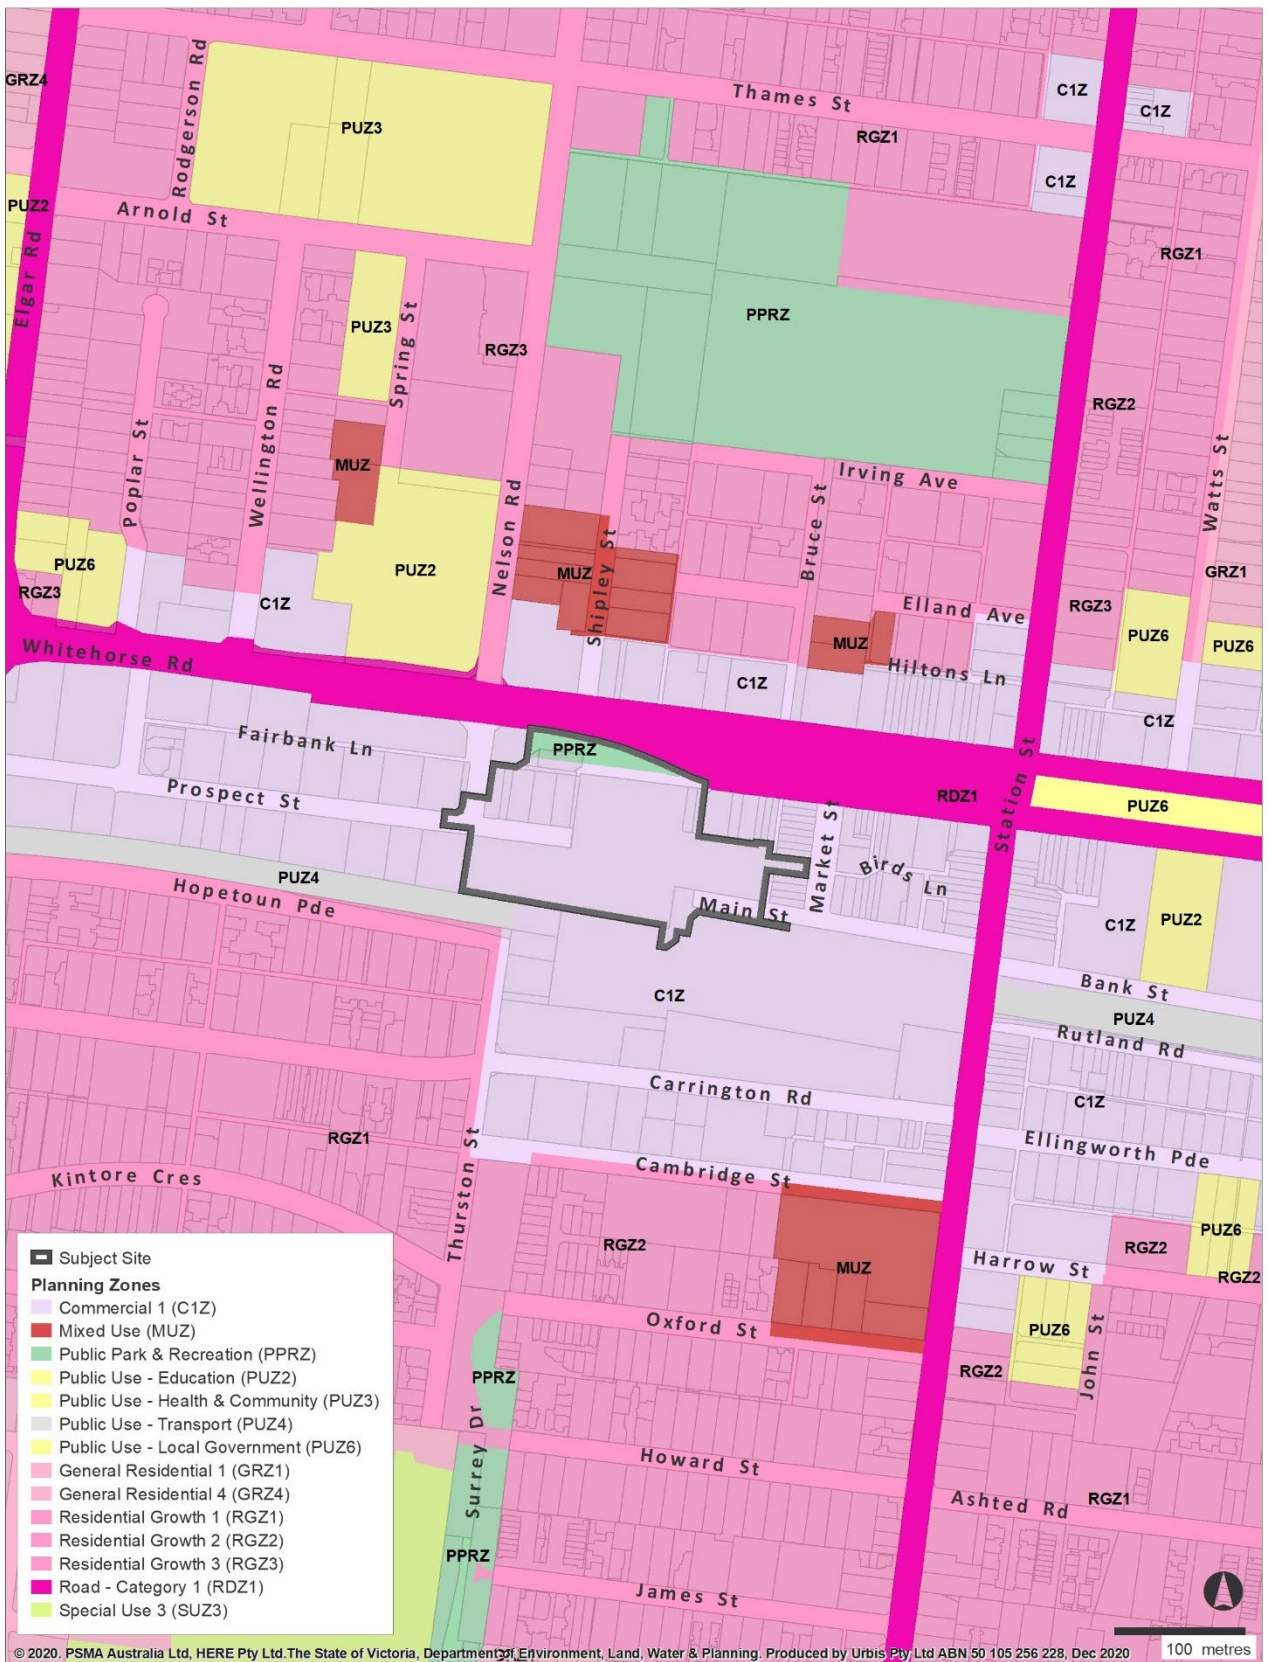 GRZ4
Rodgerson Rd
PUZ3
Thames St
C1Z
C1Z
RGZ1
C1Z
PUZ2
Arnold St
RGZ1
Elgar Rd
PUZ3
Spring St
RGZ3
PPRZ
RGZ2
Poplar St
Wellington Rd
MUZ
Irving Ave
Watts St
Nelson Rd
Bruce St
PUZ6
PUZ2
MUZ
Shipley St
GRZ1
RGZ3
C1Z
Elland Ave
RGZ3
PUZ6
PUZ6
MUZ
Whitehorse Rd
Hiltons Ln
C1Z
C1Z
Fairbank Ln
PPRZ
Station St
Prospect St
RDZ1
PUZ6
Market St
Birds Ln
PUZ4
Hopetoun Pde
Main St
C1Z
PUZ2
C1Z
Bank St
PUZ4
Rutland Rd
Carrington Rd
C1Z
RGZ1
Thurston St
Ellingworth Pde
Kintore Cres
Cambridge St
PUZ6
RGZ2
RGZ2
MUZ
Harrow St
RGZ2
Oxford St
PUZ6
John St
PPRZ
RGZ2
Surrey Dr
Howard St
Ashted Rd
RGZ1
PPRZ
James St
Subject Site
Planning Zones
Commercial 1 (C1Z)
Mixed Use (MUZ)
Public Park & Recreation (PPRZ)
Public Use - Education (PUZ2)
Public Use - Health & Community (PUZ3)
Public Use - Transport (PUZ4)
Public Use - Local Government (PUZ6)
General Residential 1 (GRZ1)
General Residential 4 (GRZ4)
Residential Growth 1 (RGZ1)
Residential Growth 2 (RGZ2)
Residential Growth 3 (RGZ3)
Road - Category 1 (RDZ1)
Special Use 3 (SUZ3)
100 metres
© 2020. PSMA Australia Ltd, HERE Pty Ltd.The State of Victoria, Department of Environment, Land, Water & Planning. Produced by Urbis Pty Ltd ABN 50 105 256 228, Dec 2020